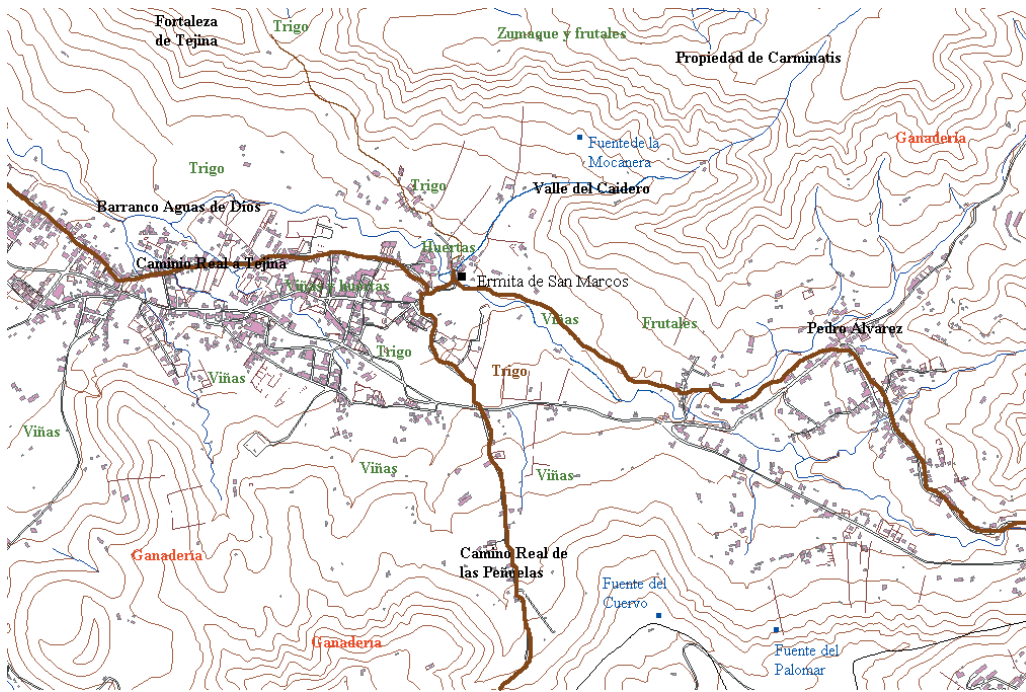 Fortaleza
de Tejina
Trigo
Zumaque y frutales
Propiedad de Carminatis
Ganadería
Fuente de la
Mocanera
Trigo
Trigo
Valle del Caidero
Barranco Aguas de Díos
Huertas
Caminio Real a Tejina
Ermita de San Marcos
Viñas y huertas
Viñas
Frutales
Pedro Alvarez
Trigo
Trigo
Viñas
Viñas
Viñas
Viñas
Ganadería
Camino Real de
las Peñuelas
Fuente del
Cuervo
Ganadería
Fuente del
Palomar